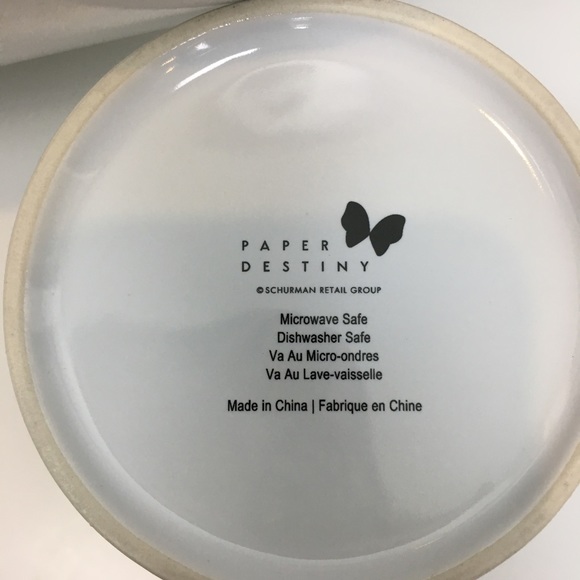 PAPER
DESTINY
© SCHURMAN RETAIL GROUP
Microwave Safe
Dishwasher Safe
Va Au Micro-ondres
Va Au Lave-vaisselle
Made in China | Fabrique en Chine